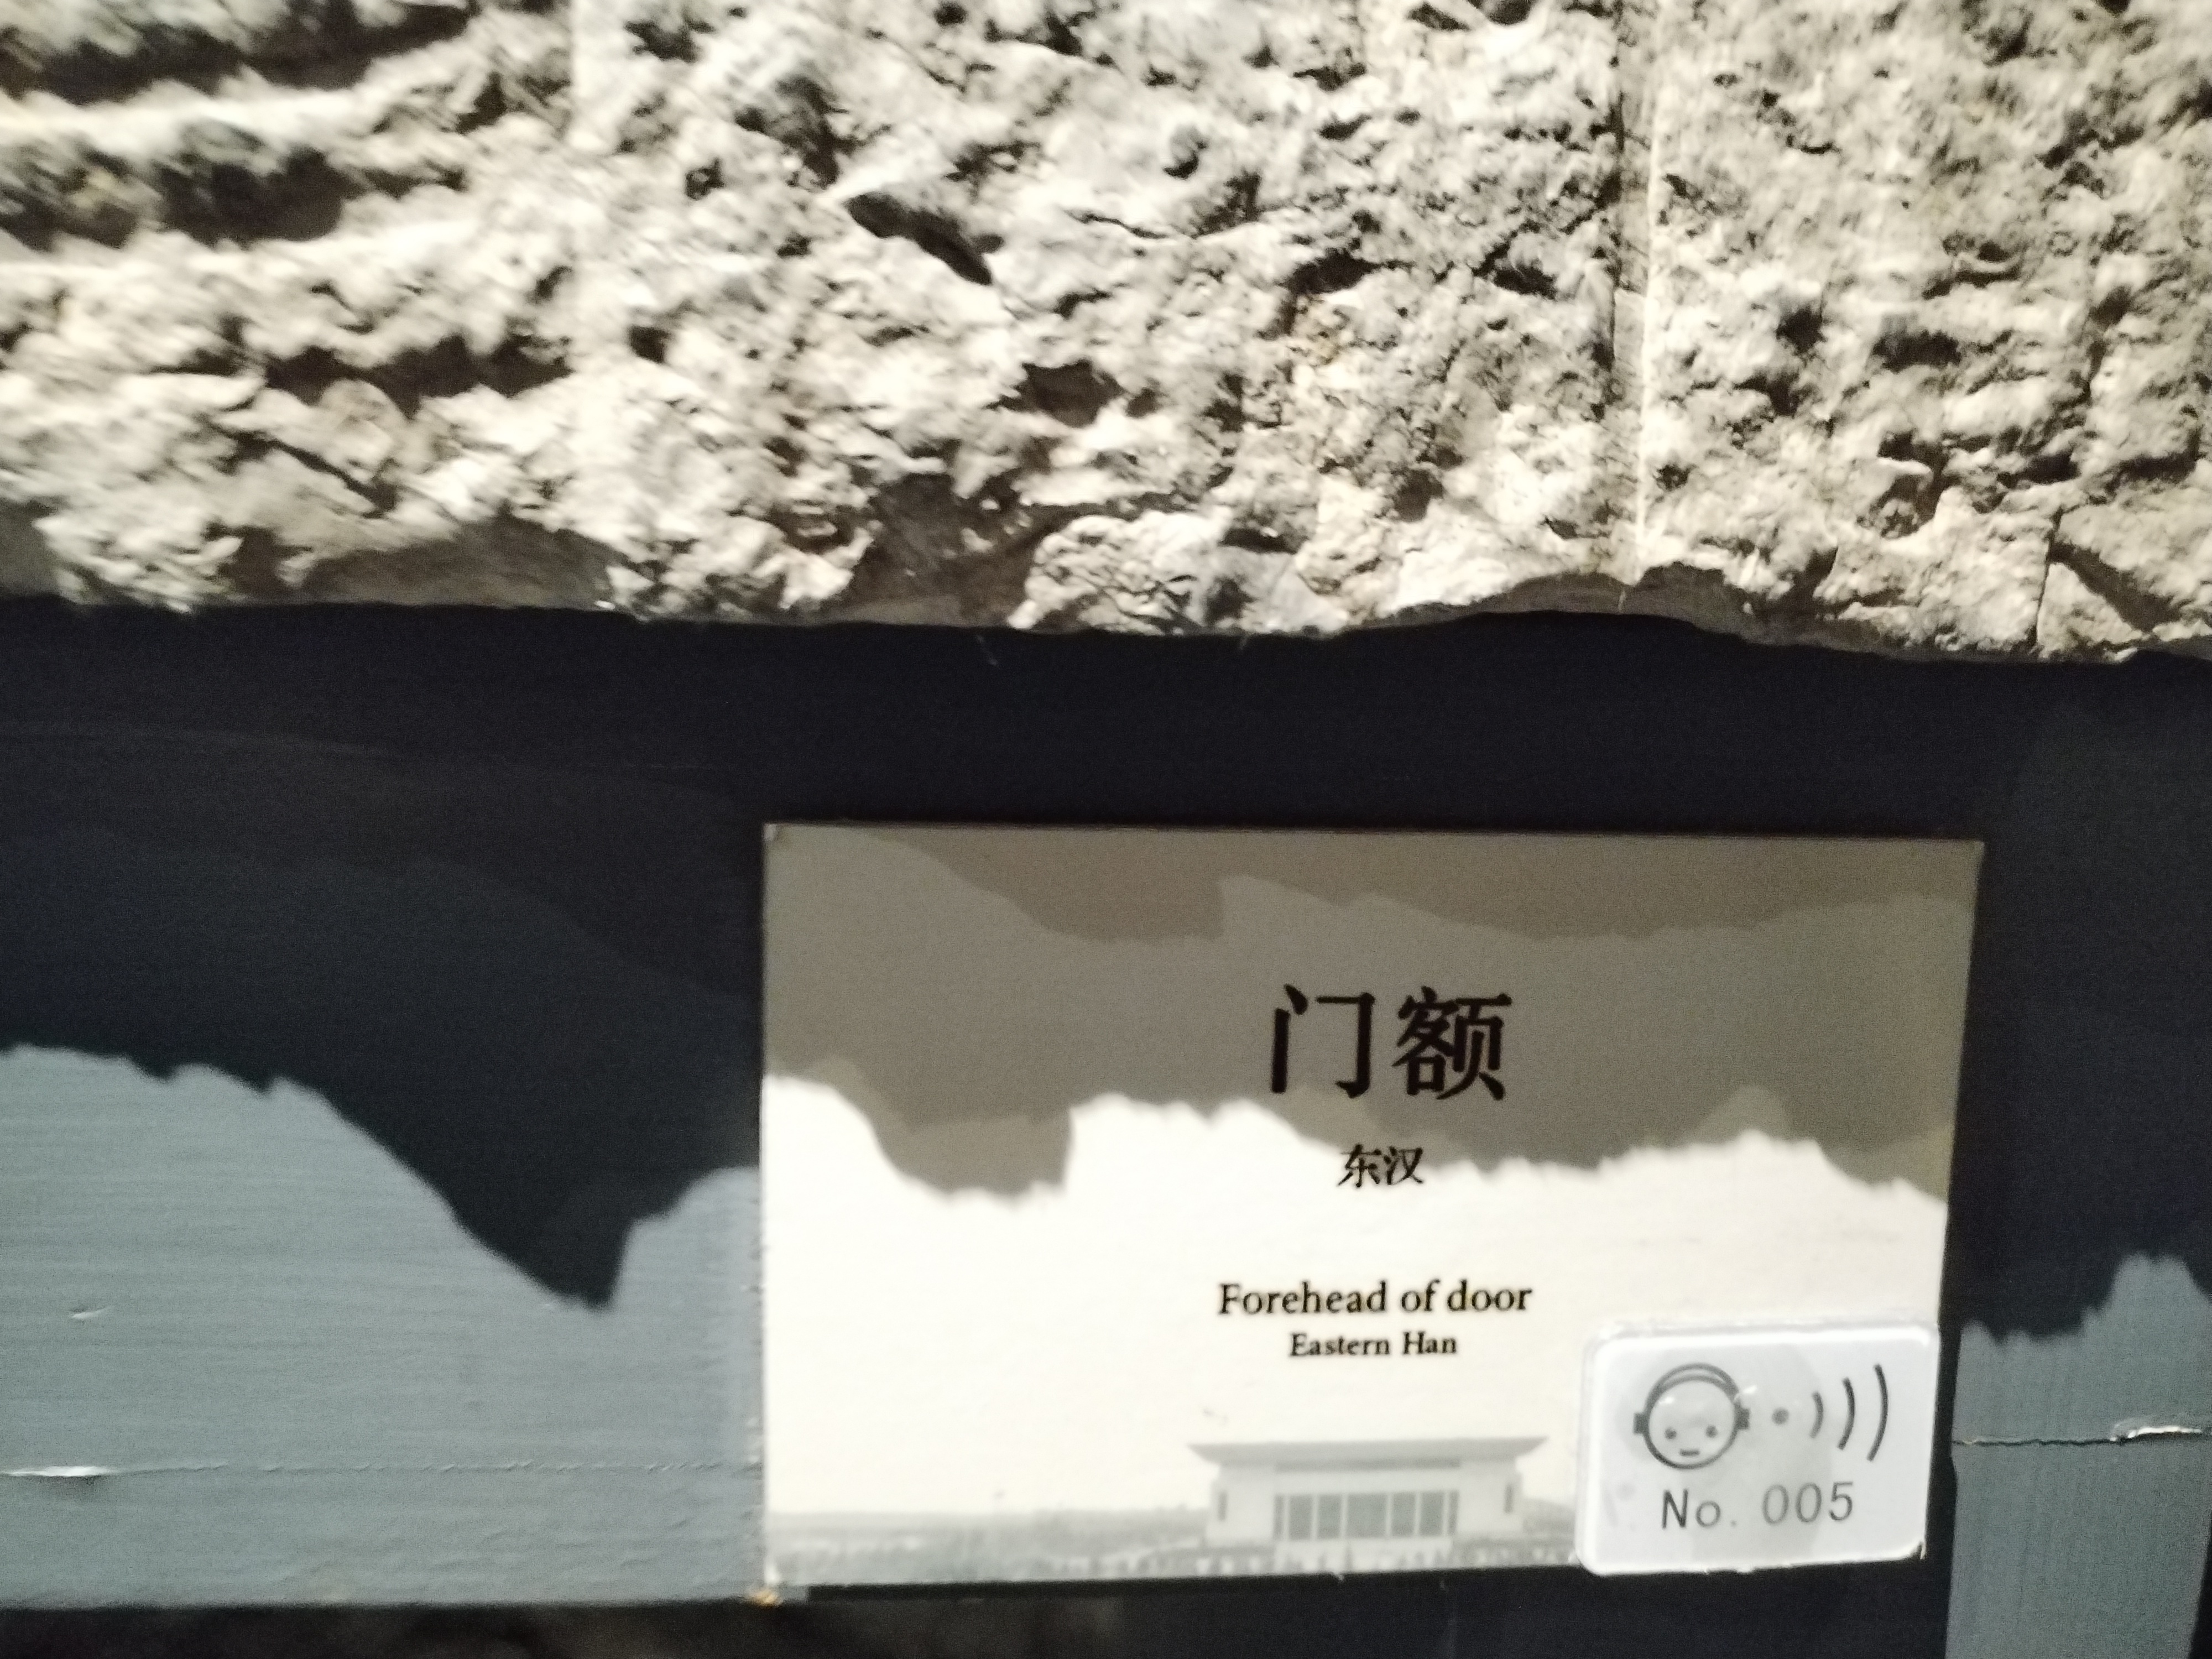 门额
东汉
Forehead of door
Eastern Han
No. 005